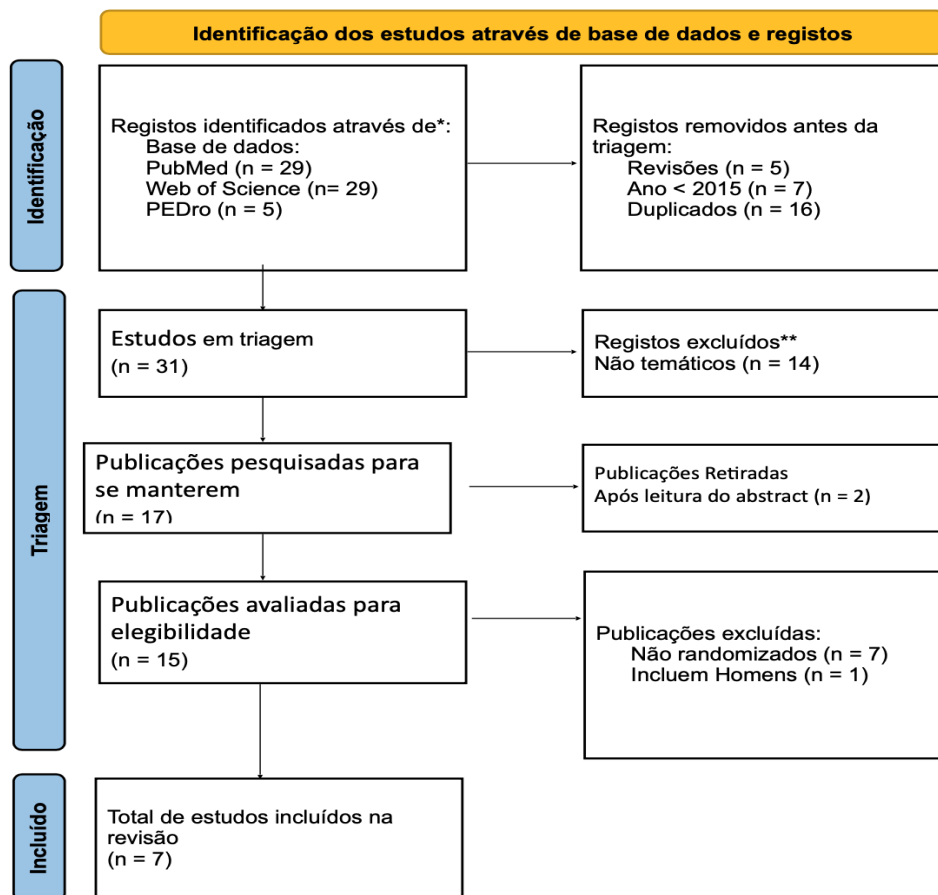 Identificação dos estudos através de base de dados e registos
Identificação
Registos identificados através de*:
Base de dados:
PubMed (n = 29)
Web of Science (n= 29)
PEDro (n = 5)
Registos removidos antes da
triagem:
Revisões (n = 5)
Ano < 2015 (n = 7)
Duplicados (n = 16)
Triagem
Estudos em triagem
(n = 31)
Registos excluídos**
Não temáticos (n = 14)
Publicações pesquisadas para
se manterem
(n = 17)
Publicações Retiradas
Após leitura do abstract (n = 2)
Publicações avaliadas para
elegibilidade
(n = 15)
Publicações excluídas:
Não randomizados (n = 7)
Incluem Homens (n = 1)
Incluído
Total de estudos incluídos na
revisão
(n = 7)